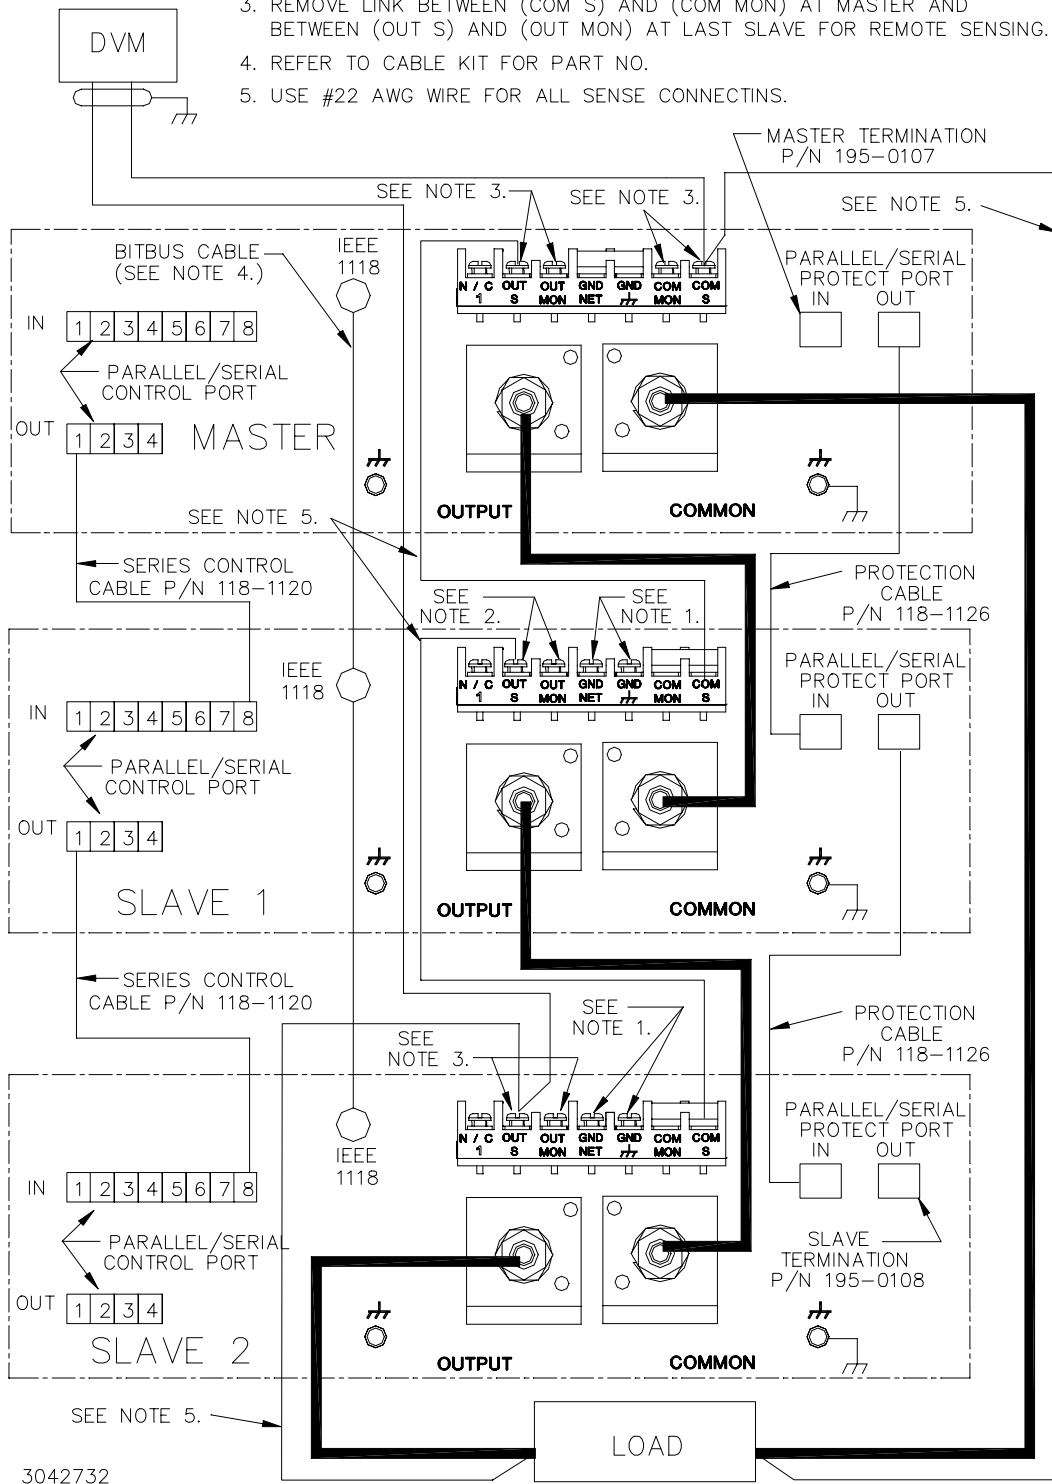 3. REMOVE LINK BETWEEN (COM S) AND (COM MON) AT MASTER AND
BETWEEN (OUT S) AND (OUT MON) AT LAST SLAVE FOR REMOTE SENSING.
4. REFER TO CABLE KIT FOR PART NO.
5. USE #22 AWG WIRE FOR ALL SENSE CONNECTINS.
DVM
MASTER TERMINATION
P/N 195-0107
SEE NOTE 3.
SEE NOTE 3.
SEE NOTE 5.
BITBUS CABLE
(SEE NOTE 4.)
IEEE
1118
N / C OUT OUT GND GND COM COM
1 S MON NET MON S
PARALLEL/SERIAL
PROTECT PORT
IN OUT
IN 1 2 3 4 5 6 7 8
PARALLEL/SERIAL
CONTROL PORT
OUT 1 2 3 4
MASTER
OUTPUT COMMON
SEE NOTE 5.
SERIES CONTROL
CABLE P/N 118-1120
PROTECTION
CABLE
P/N 118-1126
SEE
NOTE 2.
SEE
NOTE 1.
IEEE
1118
N / C OUT OUT GND GND COM COM
1 S MON NET MON S
PARALLEL/SERIAL
PROTECT PORT
IN OUT
IN 1 2 3 4 5 6 7 8
PARALLEL/SERIAL
CONTROL PORT
OUT 1 2 3 4
SLAVE 1
OUTPUT COMMON
SERIES CONTROL
CABLE P/N 118-1120
SEE
NOTE 1.
SEE
NOTE 3.
PROTECTION
CABLE
P/N 118-1126
N / C OUT OUT GND GND COM COM
1 S MON NET MON S
IEEE
1118
PARALLEL/SERIAL
PROTECT PORT
IN OUT
IN 1 2 3 4 5 6 7 8
PARALLEL/SERIAL
CONTROL PORT
OUT 1 2 3 4
SLAVE
TERMINATION
P/N 195-0108
SLAVE 2
OUTPUT COMMON
SEE NOTE 5.
LOAD
3042732